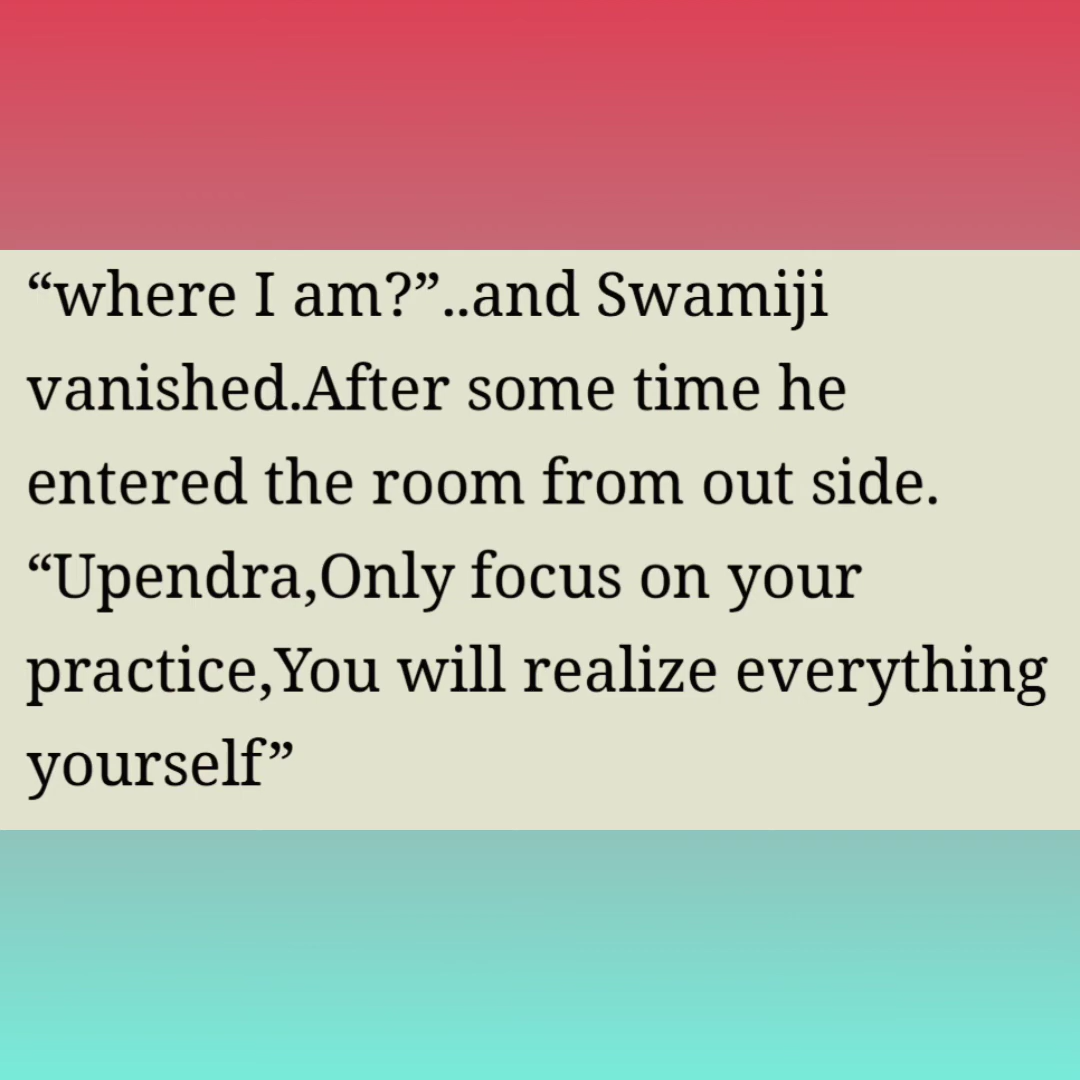 “where I am?”..and Swamiji
vanished.After some time he
entered the room from out side.
“Upendra,Only focus on your
practice,You will realize everything
yourself”